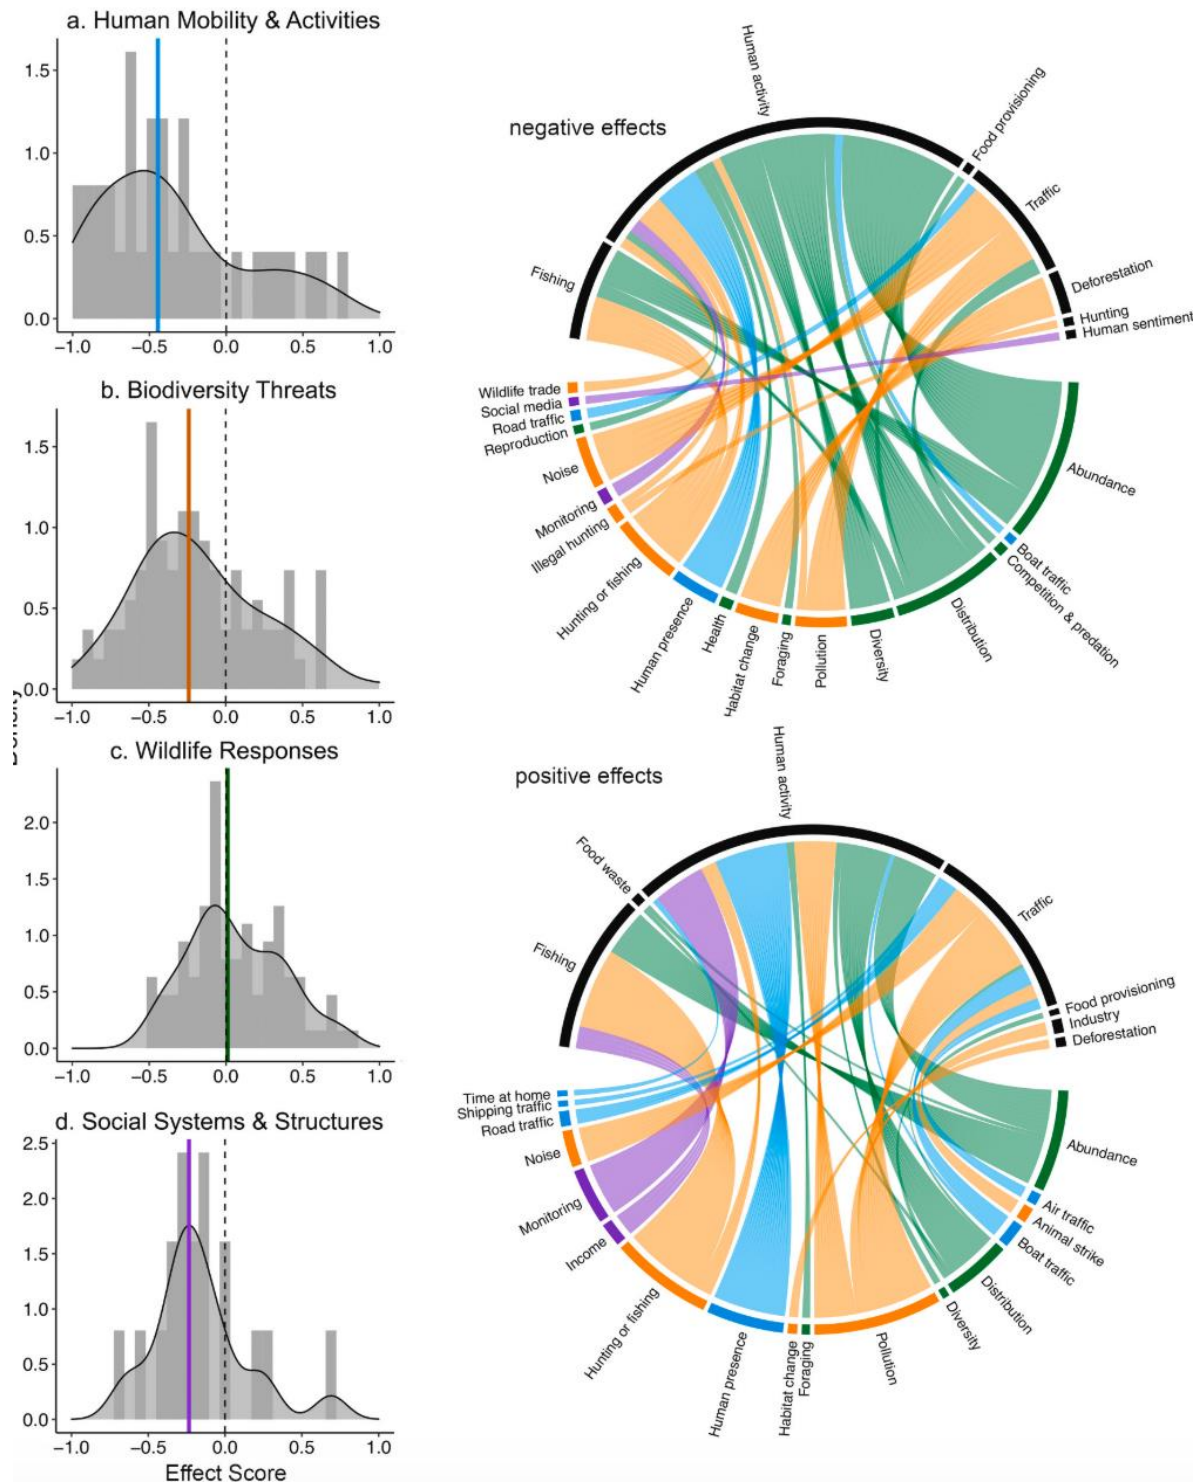 a. Human Mobility & Activities
1.5
1.0
0.5
0.0
−1.0 −0.5 0.0 0.5 1.0
b. Biodiversity Threats
1.5
1.0
0.5
0.0
−1.0 −0.5 0.0 0.5 1.0
c. Wildlife Responses
2.0
1.5
1.0
0.5
0.0
−1.0 −0.5 0.0 0.5 1.0
d. Social Systems & Structures
2.5
2.0
1.5
1.0
0.5
0.0
−1.0 −0.5 0.0 0.5 1.0
Effect Score
negative effects
Fishing
Human activity
Food provisioning
Traffic
Deforestation
Hunting
Human sentiment
Abundance
Boat traffic
Competition & predation
Distribution
Diversity
Pollution
Foraging
Habitat change
Health
Human presence
Hunting or fishing
Illegal hunting
Monitoring
Noise
Reproduction
Road traffic
Social media
Wildlife trade
positive effects
Fishing
Food waste
Human activity
Traffic
Food provisioning
Industry
Deforestation
Abundance
Air traffic
Animal strike
Boat traffic
Distribution
Diversity
Pollution
Foraging
Habitat change
Human presence
Hunting or fishing
Income
Monitoring
Noise
Road traffic
Shipping traffic
Time at home